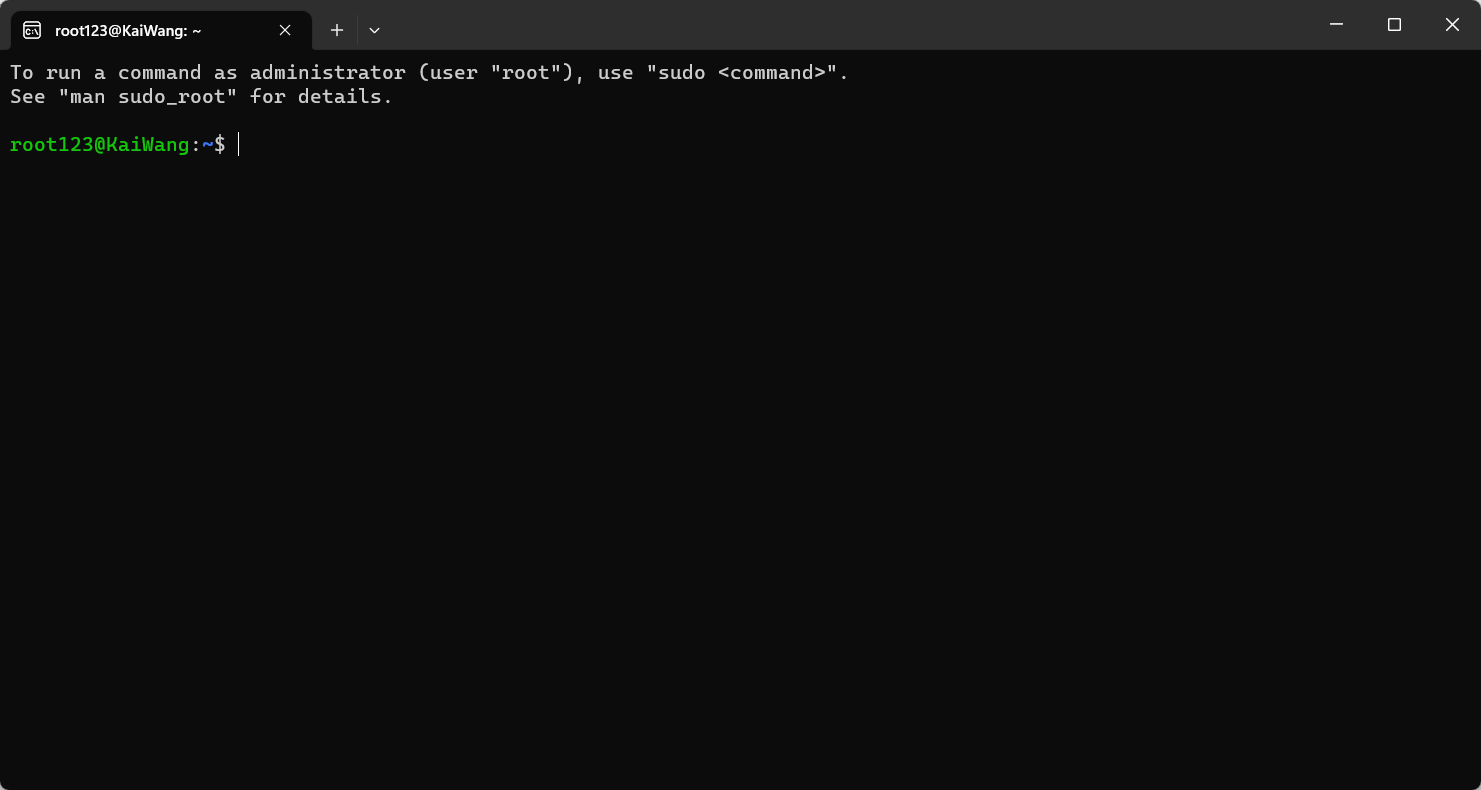 root123@KaiWang: ~
To run a command as administrator (user "root"), use "sudo <command>".
See "man sudo_root" for details.
root123@KaiWang:~$